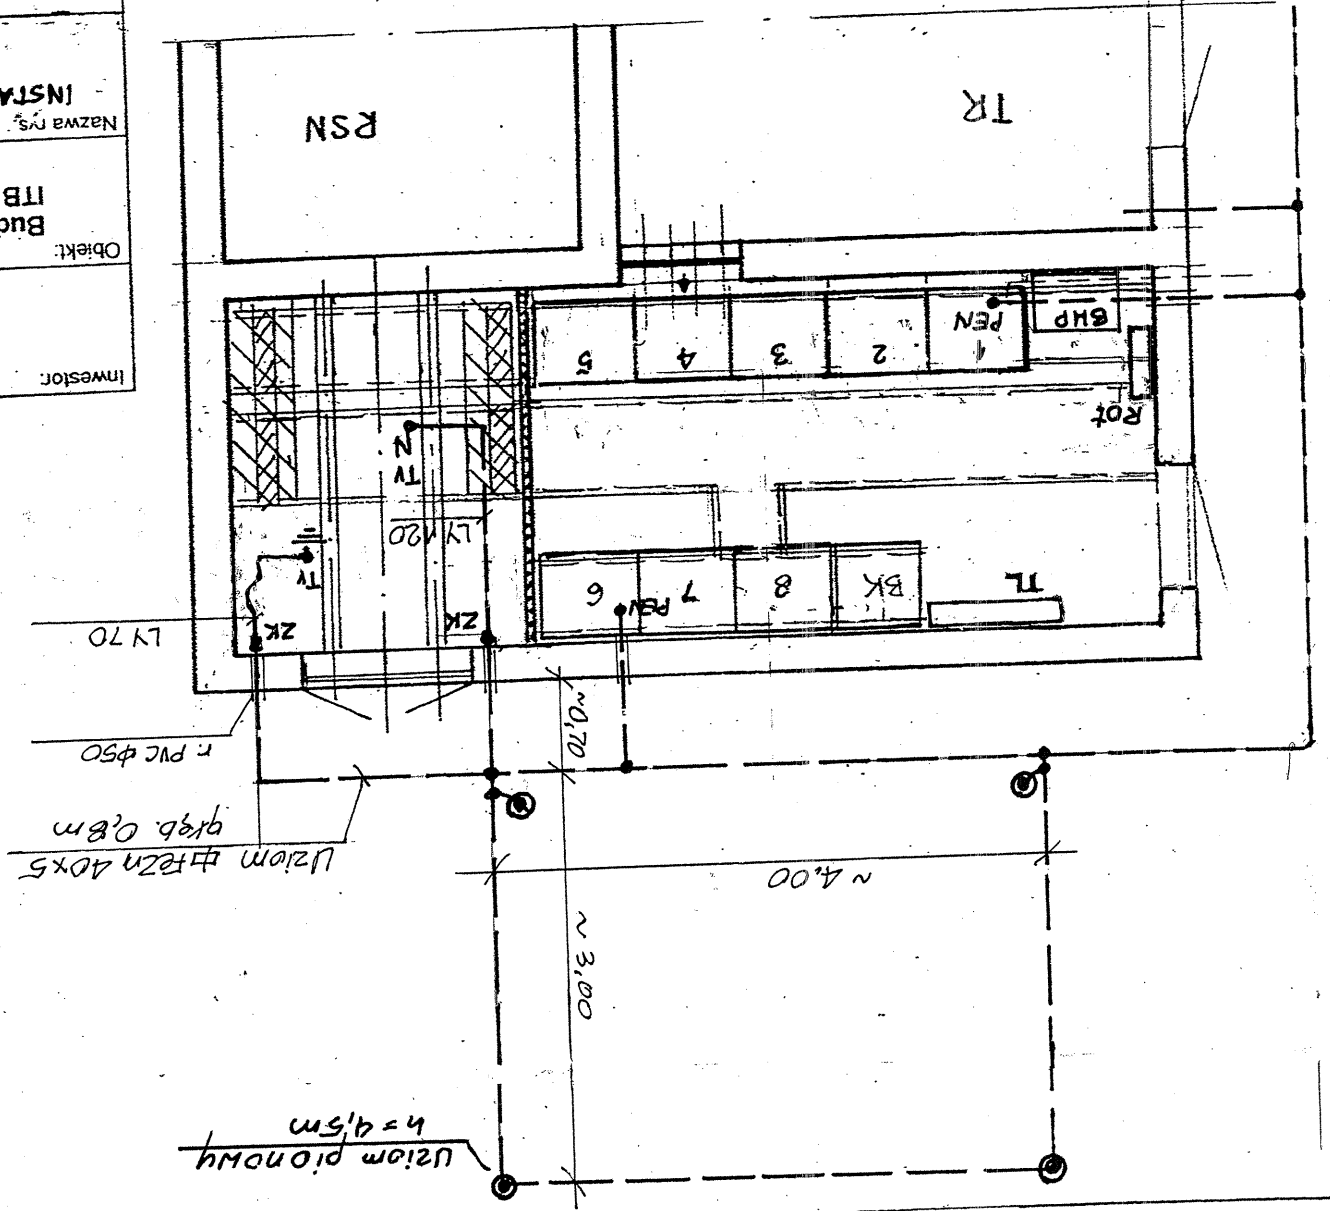 Uziom pionowy
h = 4,5m
~ 3,00
~ 4,00
Uziom FeZn 40x5
głęb. 0,8m
r. PVC Φ50
~0,70
LY 70
ZK
ZK
TL
BK
8
7
6
PEN
Tv
LY 120
Tv
N
Rot
1
2
3
4
5
PEN
BHP
TR
RSN
Inwestor:
Obiekt:
Bud
ITB
Nazwa rys.
INSTA